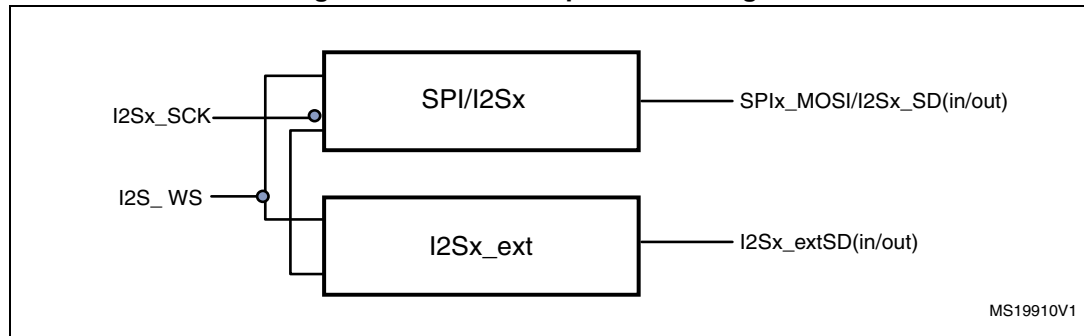 SPI/I2Sx
I2Sx_SCK
SPIx_MOSI/I2Sx_SD(in/out)
I2S_ WS
I2Sx_ext
I2Sx_extSD(in/out)
MS19910V1